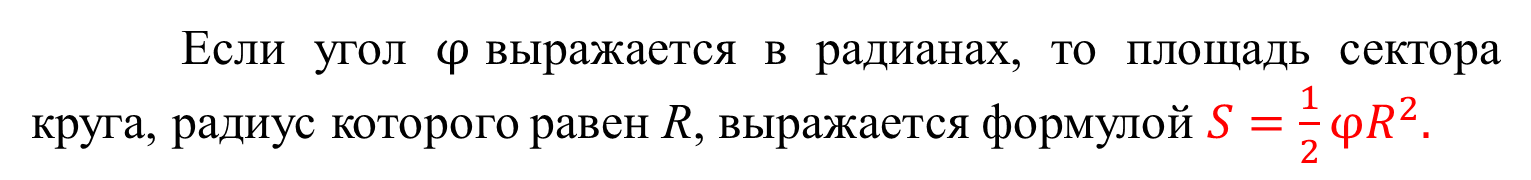 Если угол φ выражается в радианах, то площадь сектора
круга, радиус которого равен R, выражается формулой S = 1/2 φR².